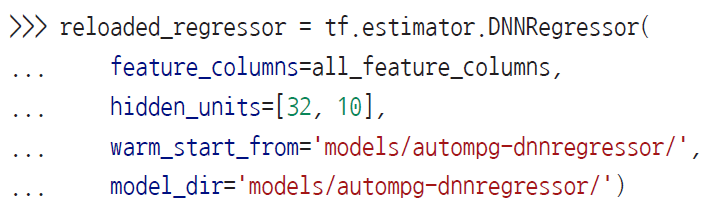 >>> reloaded_regressor = tf.estimator.DNNRegressor(
...     feature_columns=all_feature_columns,
...     hidden_units=[32, 10],
...     warm_start_from='models/autompg-dnnregressor/',
...     model_dir='models/autompg-dnnregressor/')